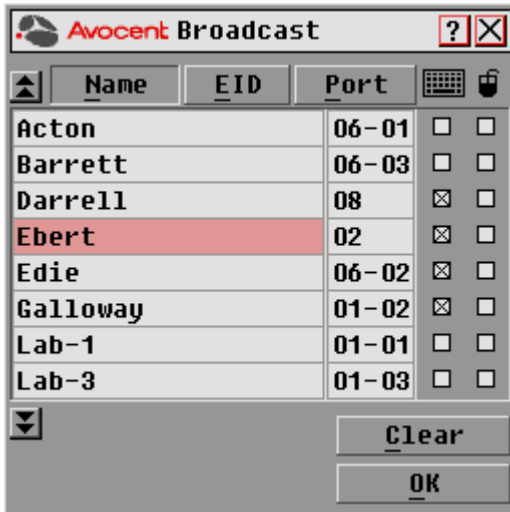 Avocent Broadcast ?
Name EID Port
Acton 06-01
Barrett 06-03
Darrell 08
Ebert 02
Edie 06-02
Galloway 01-02
Lab-1 01-01
Lab-3 01-03
Clear
OK